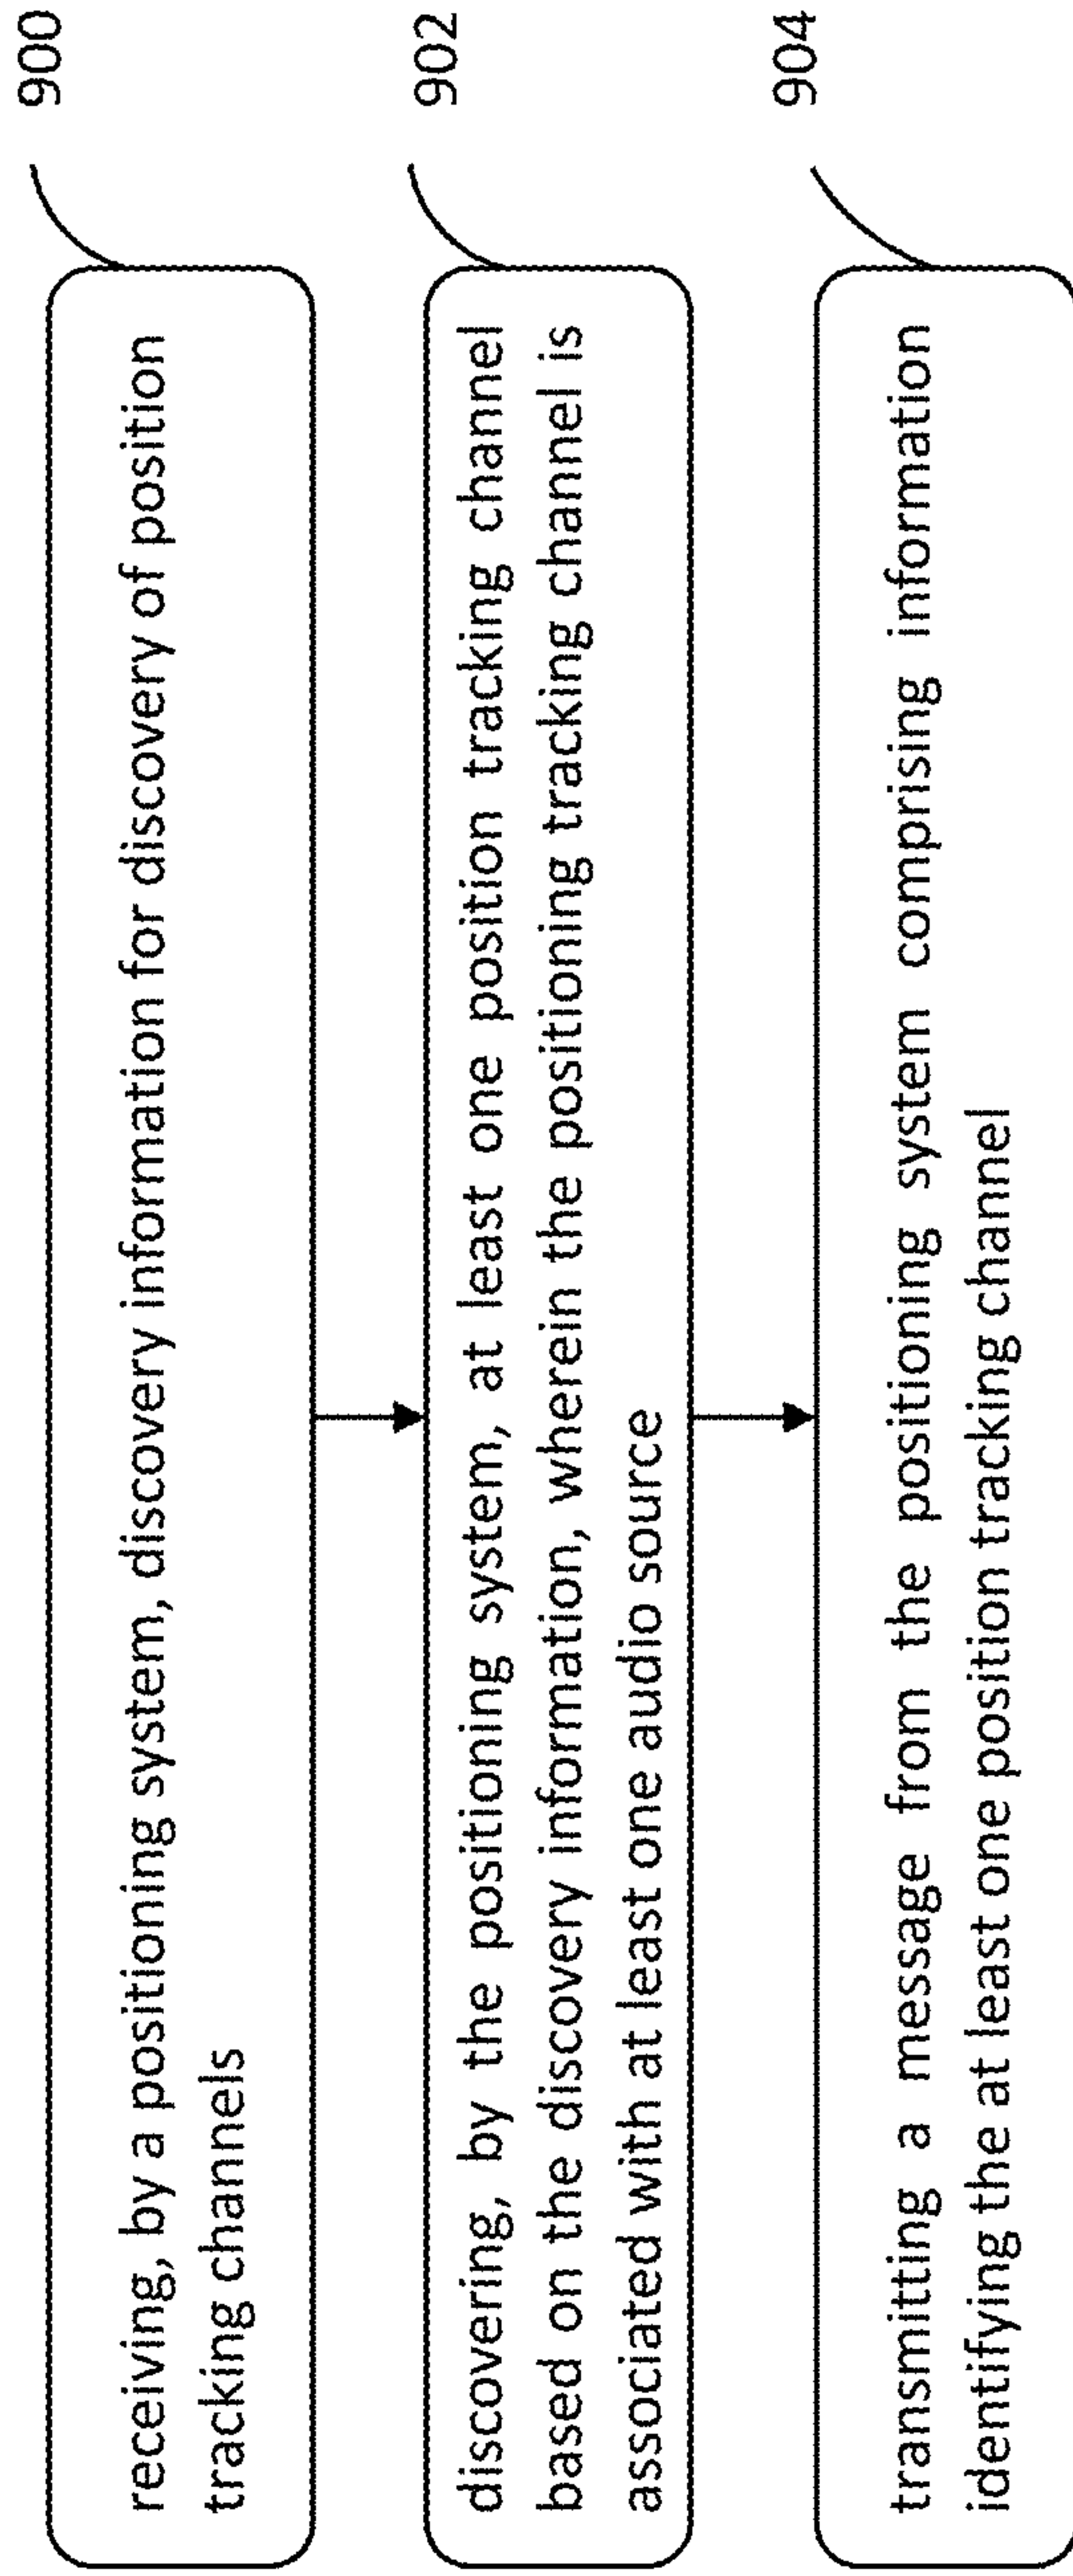 receiving, by a positioning system, discovery information for discovery of position
tracking channels
900
discovering, by the positioning system, at least one position tracking channel
based on the discovery information, wherein the positioning tracking channel is
associated with at least one audio source
902
transmitting a message from the positioning system comprising information
identifying the at least one position tracking channel
904